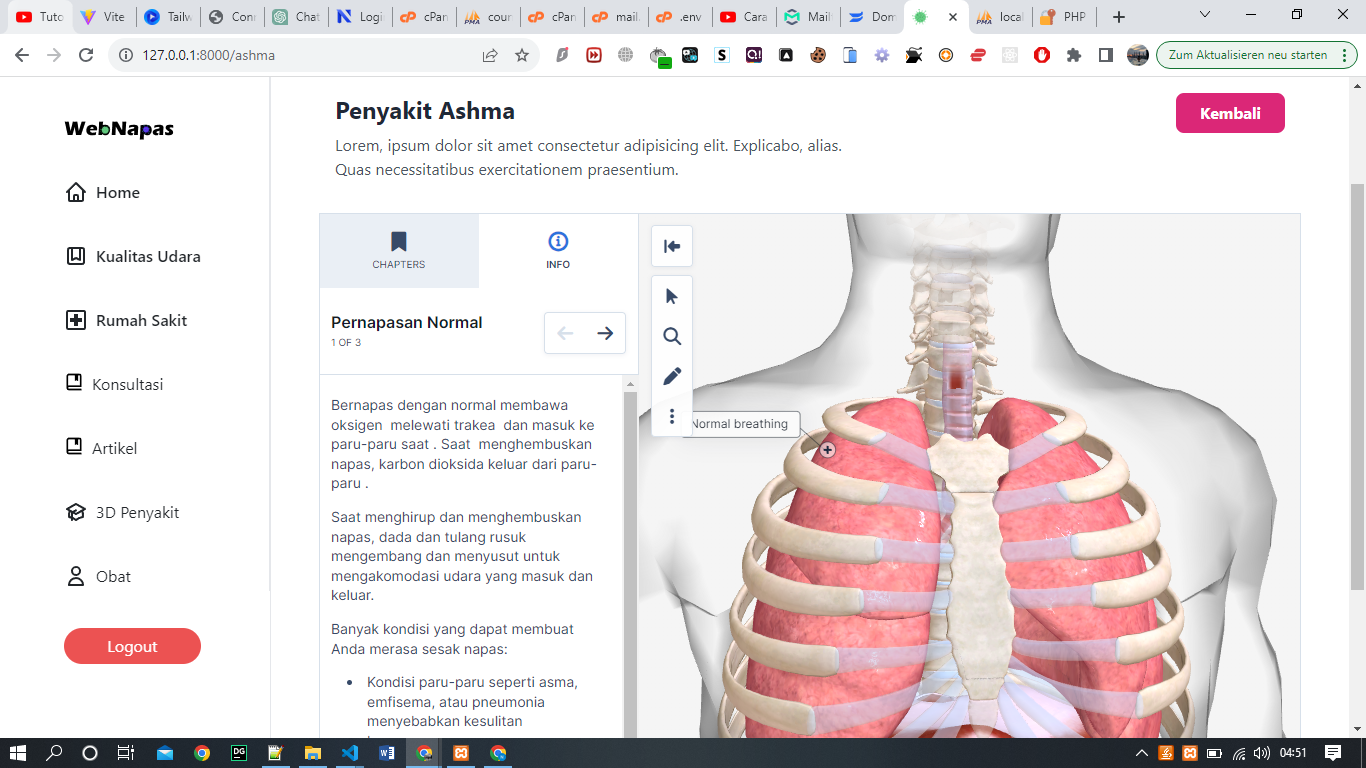 Tuto
Vite
Tailw
Conr
Chat
Logi
cPan
cour
cPan
mail.
.env
Cara
Mailt
Dom
local
PHP
127.0.0.1:8000/ashma
Zum Aktualisieren neu starten
WebNapas
Home
Kualitas Udara
Rumah Sakit
Konsultasi
Artikel
3D Penyakit
Obat
Logout
Penyakit Ashma
Kembali
Lorem, ipsum dolor sit amet consectetur adipisicing elit. Explicabo, alias.
Quas necessitatibus exercitationem praesentium.
CHAPTERS
INFO
Pernapasan Normal
1 OF 3
Bernapas dengan normal membawa
oksigen melewati trakea dan masuk ke
paru-paru saat . Saat menghembuskan
napas, karbon dioksida keluar dari paru-
paru .
Saat menghirup dan menghembuskan
napas, dada dan tulang rusuk
mengembang dan menyusut untuk
mengakomodasi udara yang masuk dan
keluar.
Banyak kondisi yang dapat membuat
Anda merasa sesak napas:
• Kondisi paru-paru seperti asma,
emfisema, atau pneumonia
menyebabkan kesulitan
Normal breathing
DG
04:51